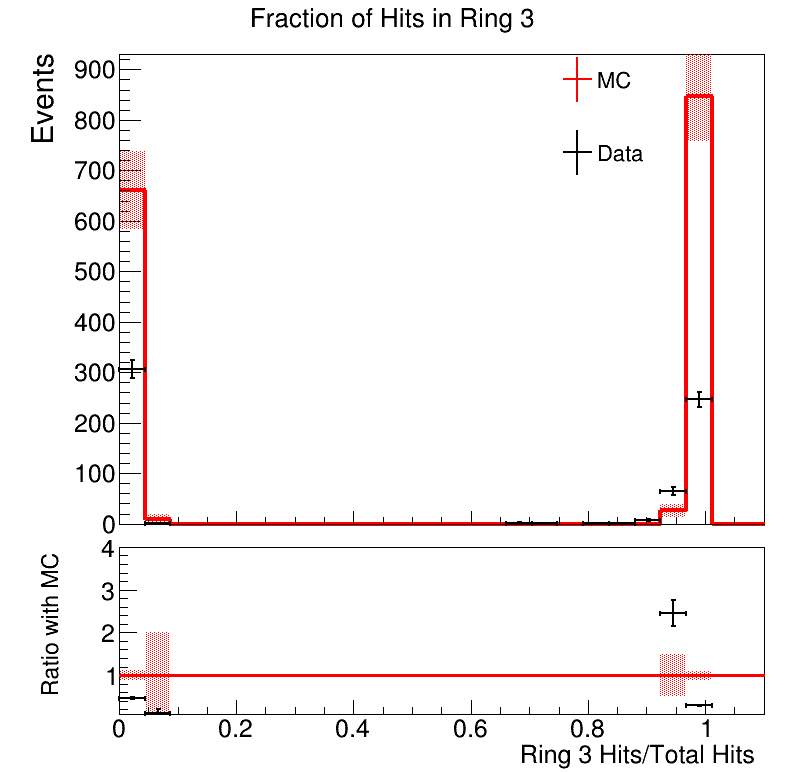 Fraction of Hits in Ring 3
Events
900
800
700
600
500
400
300
200
100
0
MC
Data
Ratio with MC
4
3
2
1
0 0.2 0.4 0.6 0.8 1
Ring 3 Hits/Total Hits